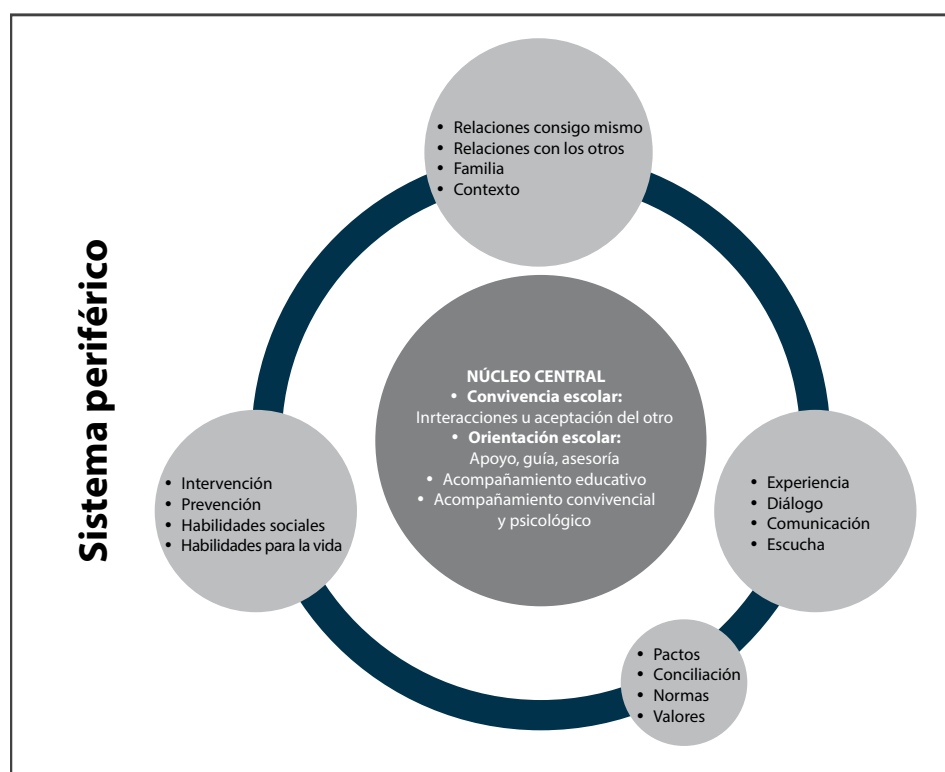 Sistema periférico
• Relaciones consigo mismo
• Relaciones con los otros
• Familia
• Contexto
NÚCLEO CENTRAL
• Convivencia escolar:
Inrteracciones u aceptación del otro
• Orientación escolar:
Apoyo, guía, asesoría
• Acompañamiento educativo
• Acompañamiento convivencial
y psicológico
• Intervención
• Prevención
• Habilidades sociales
• Habilidades para la vida
• Experiencia
• Diálogo
• Comunicación
• Escucha
• Pactos
• Conciliación
• Normas
• Valores